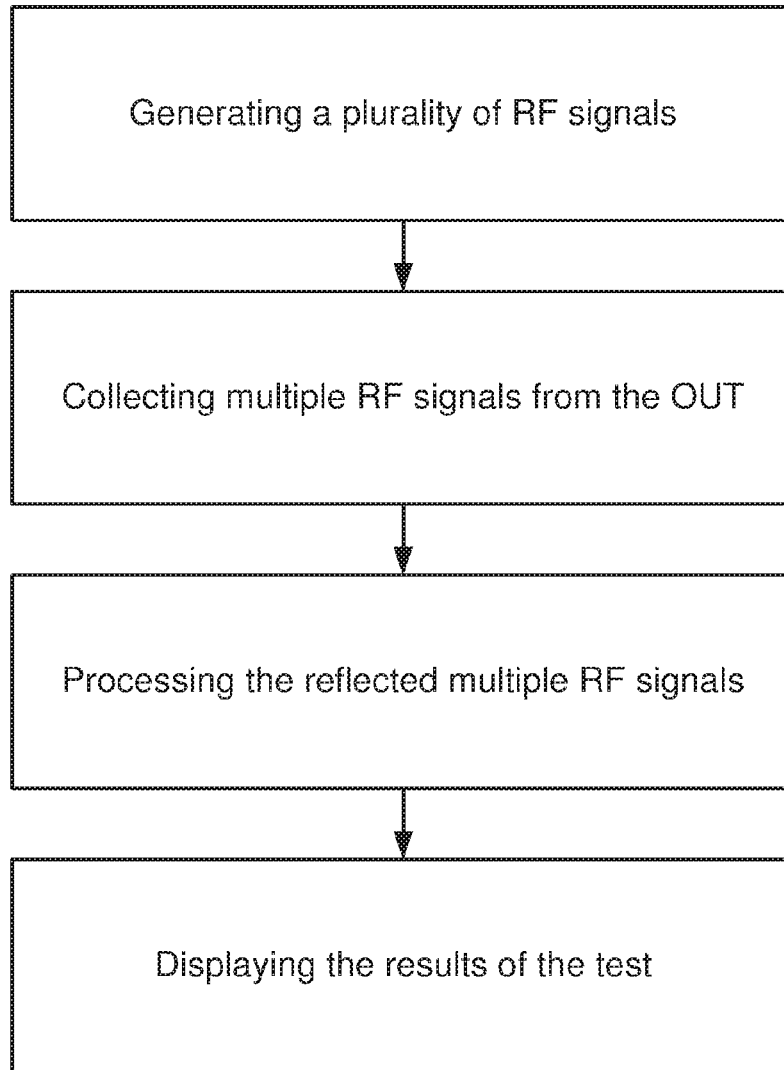 Generating a plurality of RF signals
Collecting multiple RF signals from the OUT
Processing the reflected multiple RF signals
Displaying the results of the test